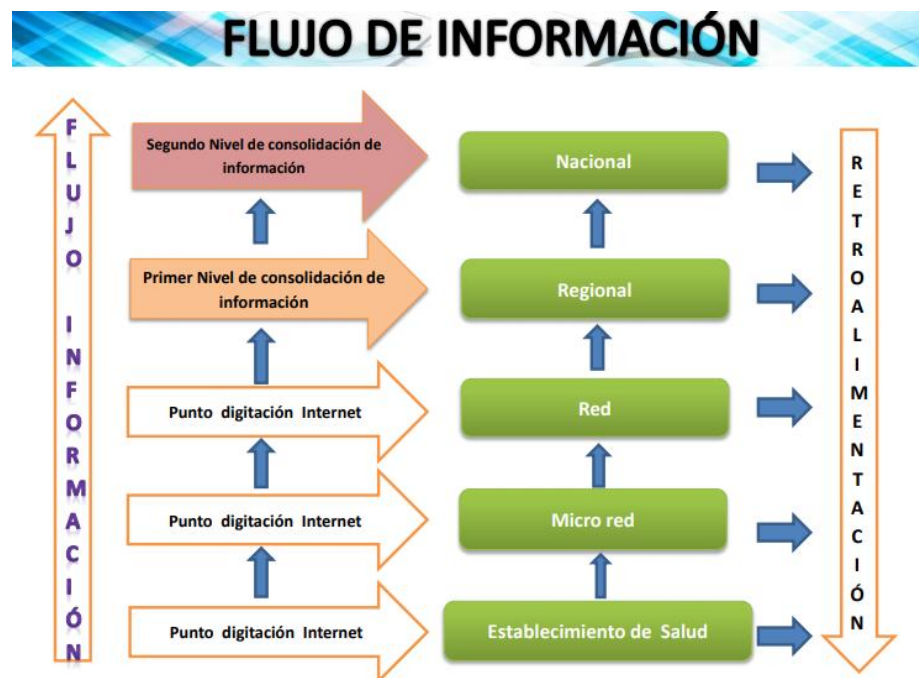 FLUJO DE INFORMACIÓN
FLUJO INFORMACIÓN
Segundo Nivel de consolidación de
información
Nacional
Primer Nivel de consolidación de
información
Regional
Punto digitación Internet
Red
Punto digitación Internet
Micro red
Punto digitación Internet
Establecimiento de Salud
RETROALIMENTACIÓN